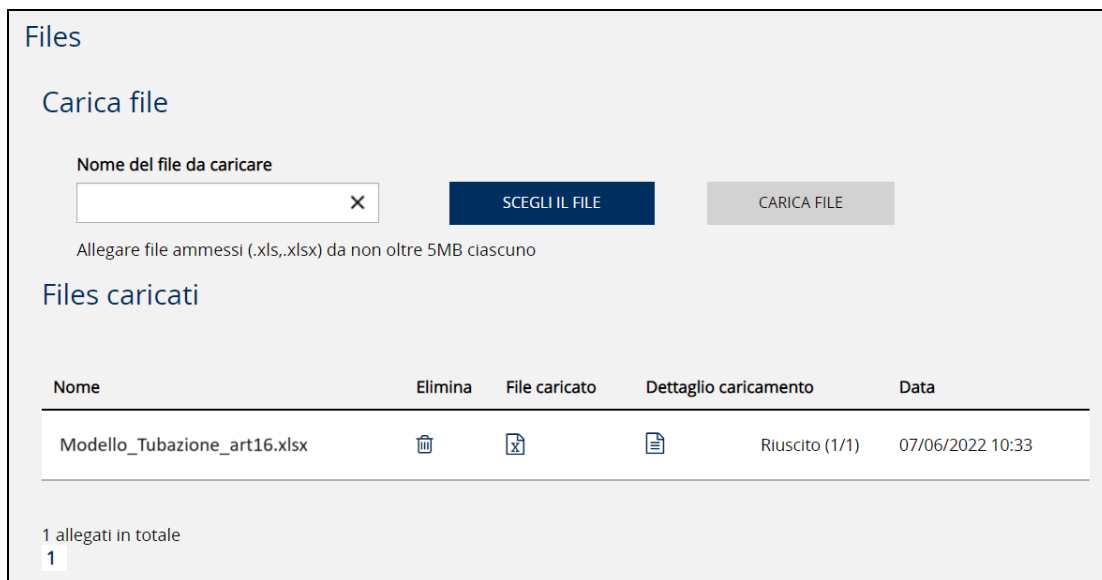 Files
Carica file
Nome del file da caricare
SCEGLI IL FILE CARICA FILE
Allegare file ammessi (.xls,.xlsx) da non oltre 5MB ciascuno
Files caricati
Nome Elimina File caricato Dettaglio caricamento Data
Modello_Tubazione_art16.xlsx Riuscito (1/1) 07/06/2022 10:33
1 allegati in totale
1